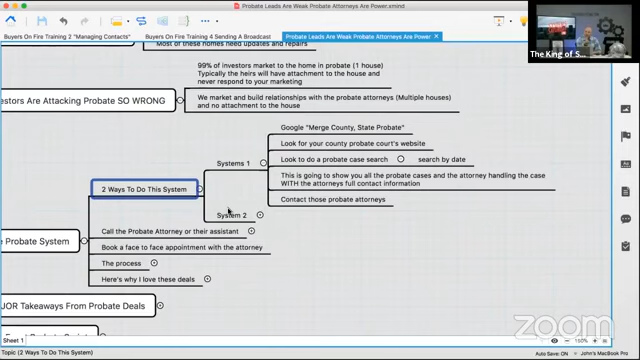 Probate Leads Are Weak Probate Attorneys Are Power.xmind
Buyers On Fire Training 2 "Managing Contacts"
Buyers On Fire Training 4 Sending A Broadcast
Probate Leads Are Weak Probate Attorneys Are Power
The King of S...
Most of these homes need updates and repairs
99% of investors market to the home in probate (1 house)
Typically the heirs will have attachment to the house and
never respond to your marketing
vestors Are Attacking Probate SO WRONG
We market and build relationships with the probate attorneys (Multiple houses)
and no attachment to the house
Google "Merge County, State Probate"
Look for your county probate court's website
Systems 1
Look to do a probate case search
search by date
This is going to show you all the probate cases and the attorney handling the case
WITH the attorneys full contact information
2 Ways To Do This System
Contact those probate attorneys
System 2
Call the Probate Attorney or their assistant
e Probate System
Book a face to face appointment with the attorney
The process
Here's why I love these deals
JOR Takeaways From Probate Deals
zoom
Sheet 1
Topic (2 Ways To Do This System)
Auto Save: ON
John's MacBook Pro